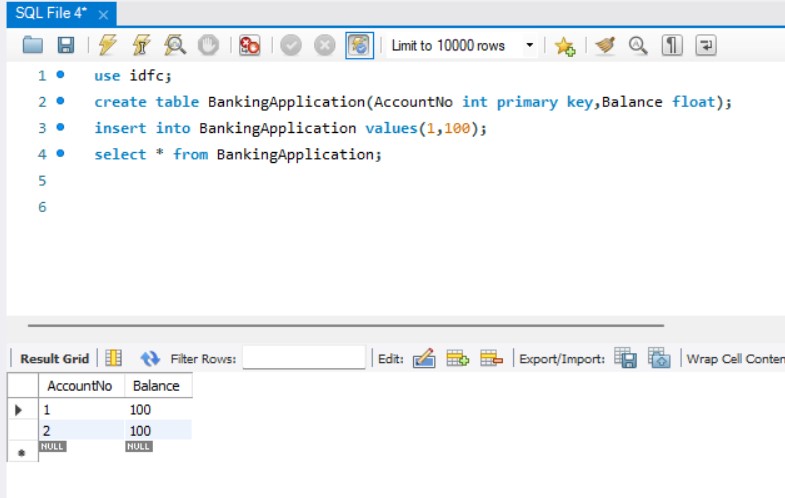 SQL File 4*
Limit to 10000 rows
1 use idfc;
2 create table BankingApplication(AccountNo int primary key,Balance float);
3 insert into BankingApplication values(1,100);
4 select * from BankingApplication;
5
6
Result Grid Filter Rows: Edit: Export/Import: Wrap Cell Conten
AccountNo Balance
1 100
2 100
NULL NULL